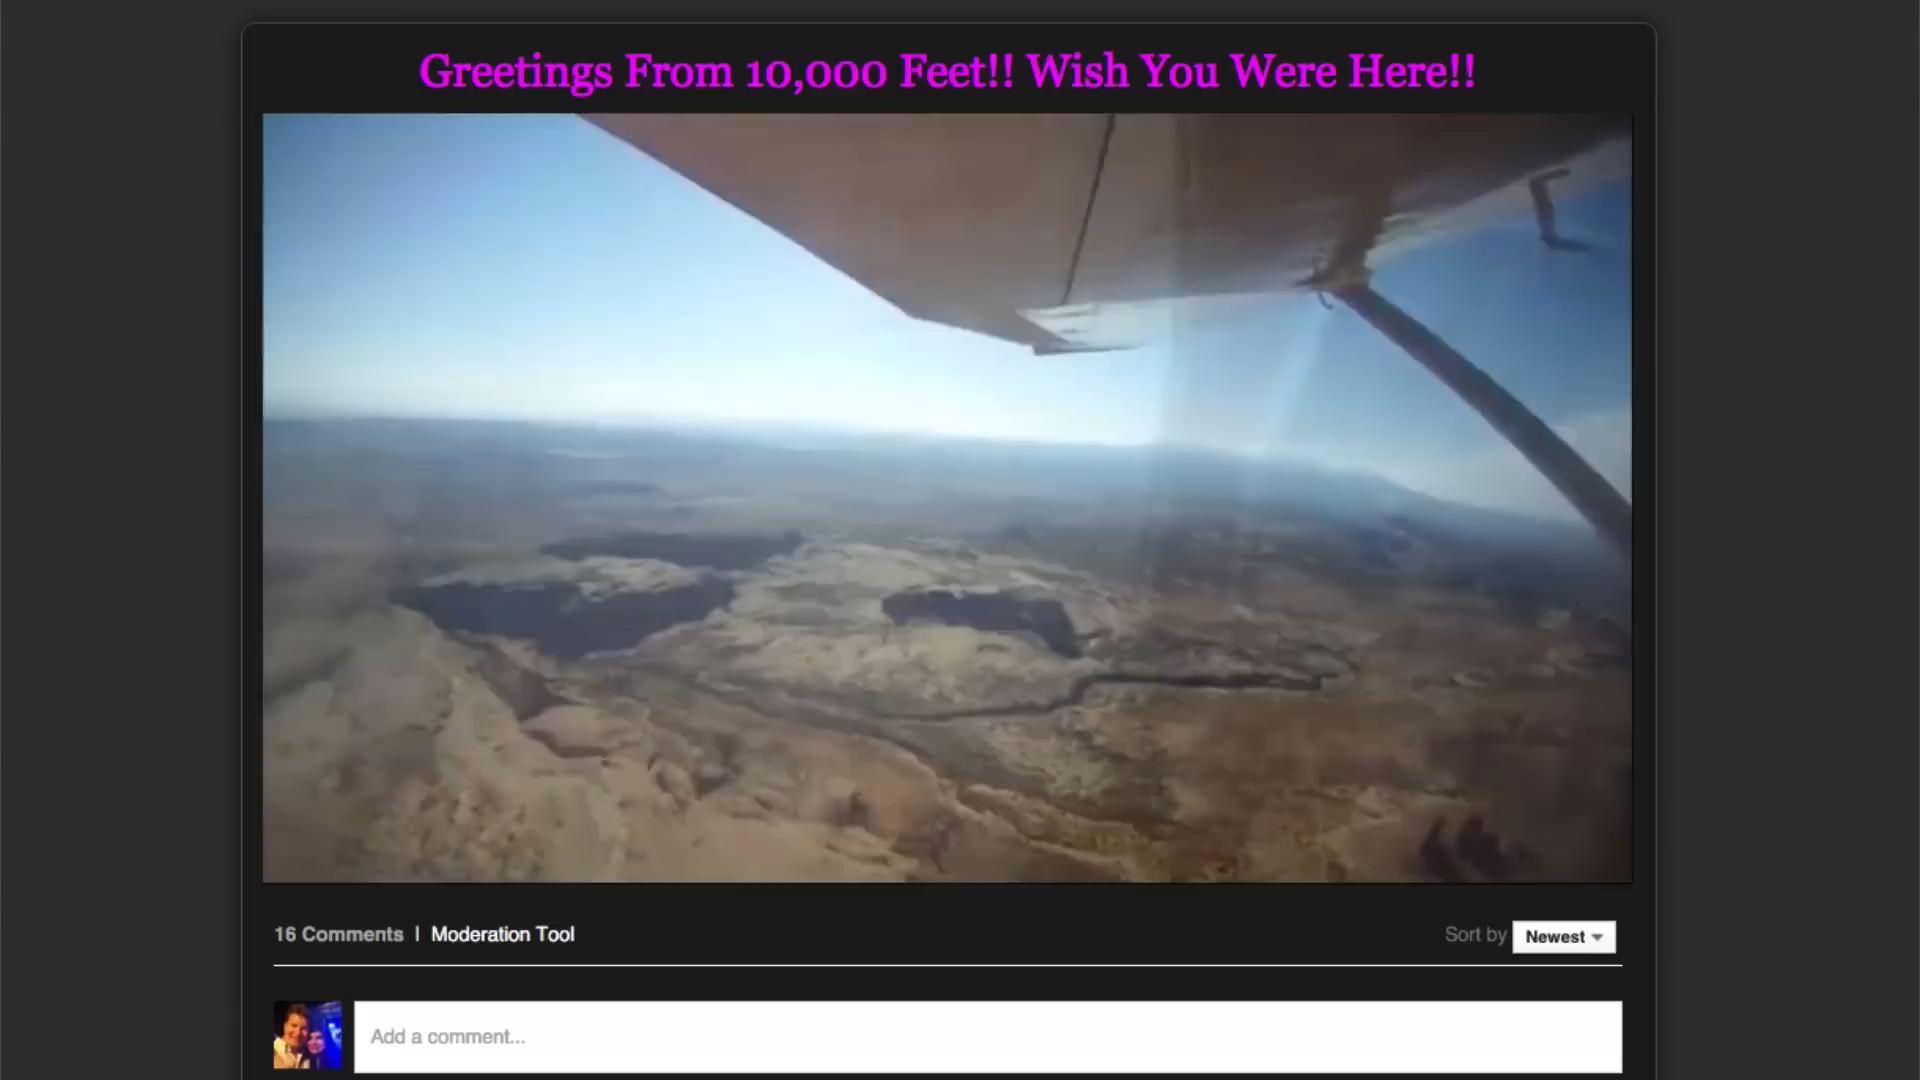 Greetings From 10,000 Feet!! Wish You Were Here!!
16 Comments | Moderation Tool
Sort by Newest
Add a comment...